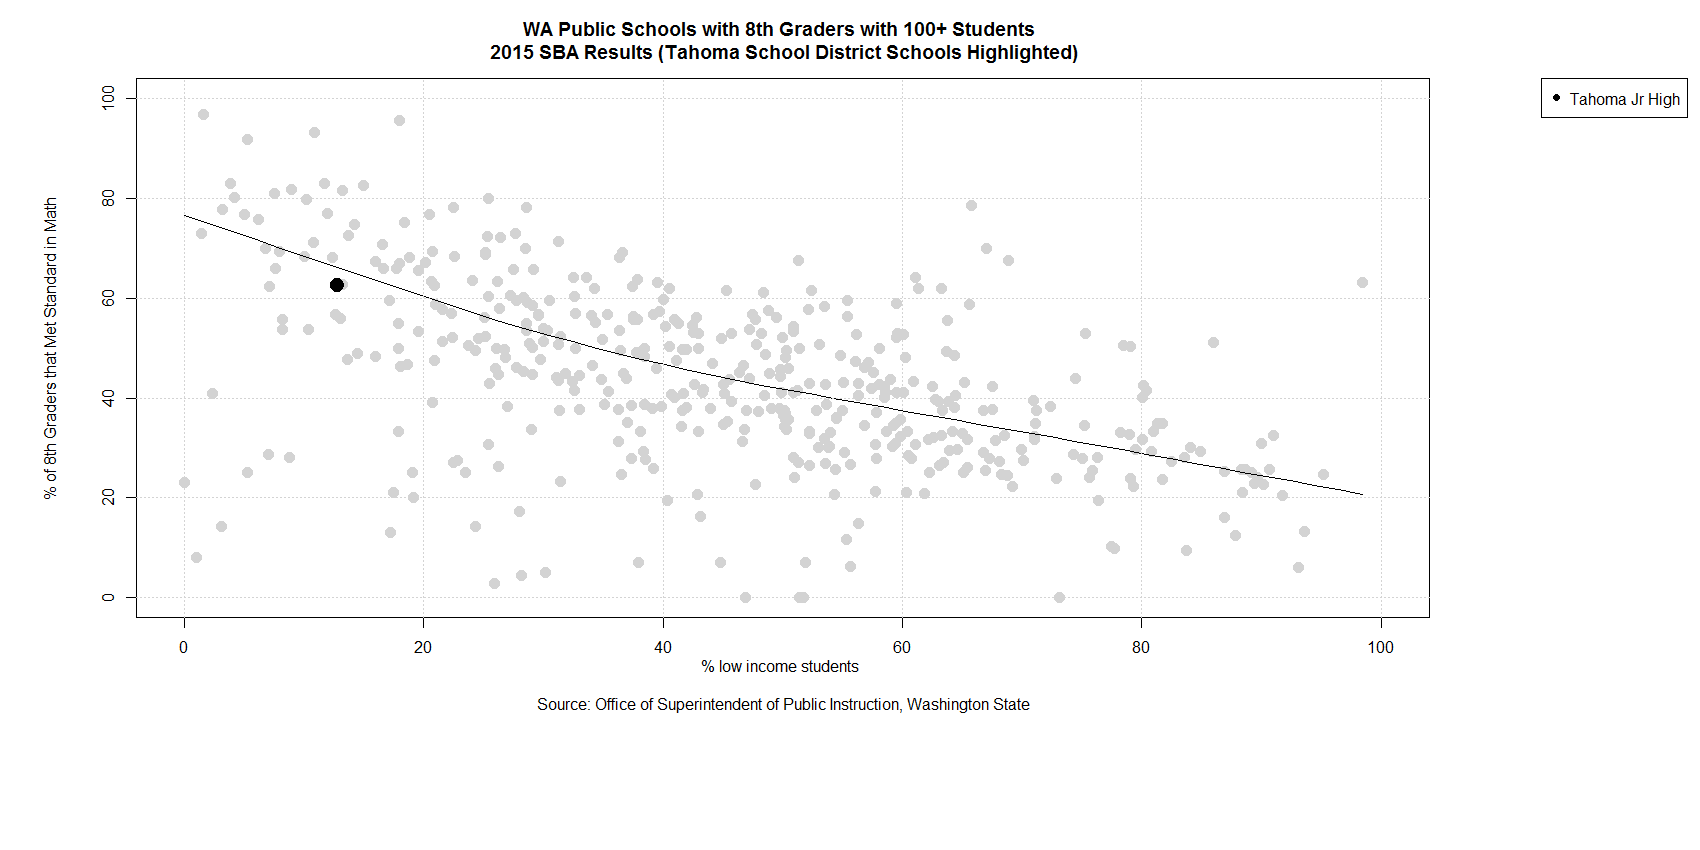 WA Public Schools with 8th Graders with 100+ Students
2015 SBA Results (Tahoma School District Schools Highlighted)
Tahoma Jr High
% of 8th Graders that Met Standard in Math
100
80
60
40
20
0
0 20 40 60 80 100
% low income students
Source: Office of Superintendent of Public Instruction, Washington State